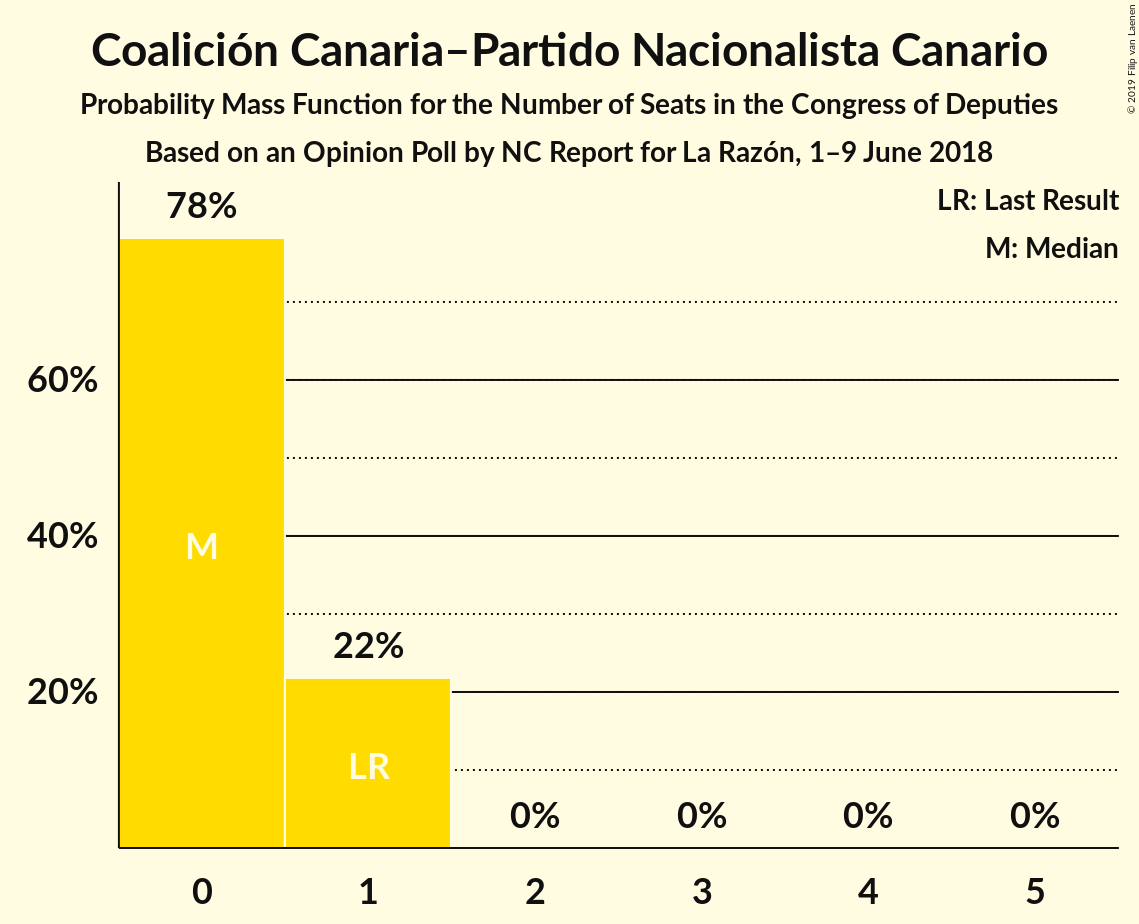 Coalición Canaria–Partido Nacionalista Canario
Probability Mass Function for the Number of Seats in the Congress of Deputies
Based on an Opinion Poll by NC Report for La Razón, 1–9 June 2018
© 2019 Filip van Laenen
LR: Last Result
M: Median
78%
60%
40%
20%
M
22%
LR
0%
0%
0%
0%
0 1 2 3 4 5